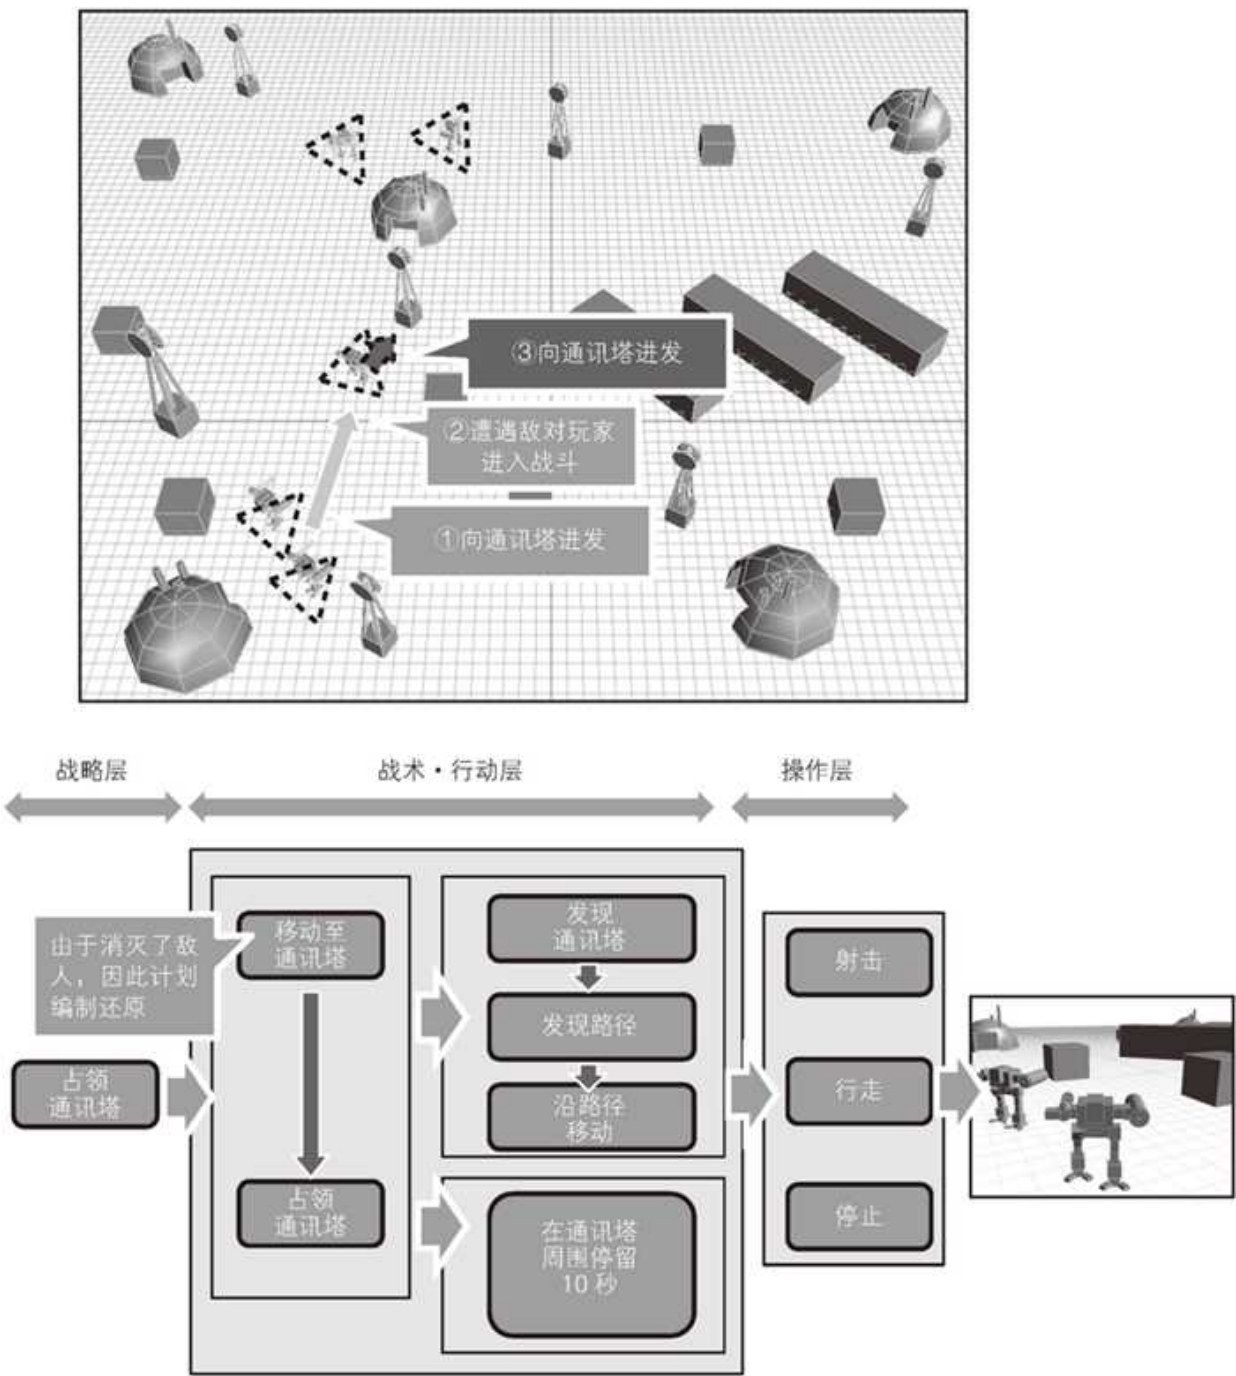 ③向通讯塔进发
②遭遇敌对玩家
进入战斗
①向通讯塔进发
战略层
战术·行动层
操作层
由于消灭了敌
人，因此计划
编制还原
占领
通讯塔
移动至
通讯塔
占领
通讯塔
发现
通讯塔
发现路径
沿路径
移动
在通讯塔
周围停留
10 秒
射击
行走
停止